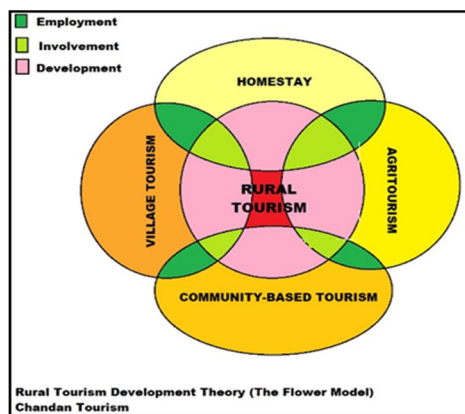 Employment
Involvement
Development
HOMESTAY
VILLAGE TOURISM
RURAL
TOURISM
AGRITOURISM
COMMUNITY-BASED TOURISM
Rural Tourism Development Theory (The Flower Model)
Chandan Tourism